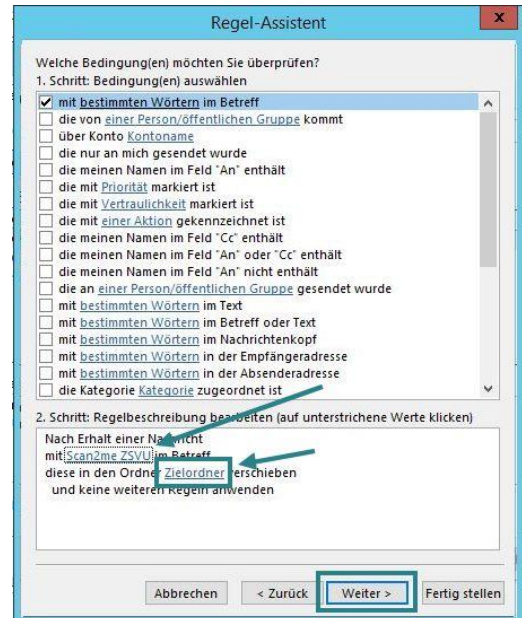 Regel-Assistent
x
Welche Bedingung(en) möchten Sie überprüfen?
1. Schritt: Bedingung(en) auswählen
mit bestimmten Wörtern im Betreff
die von einer Person/öffentlichen Gruppe kommt
über Konto Kontoname
die nur an mich gesendet wurde
die meinen Namen im Feld "An" enthält
die mit Priorität markiert ist
die mit Vertraulichkeit markiert ist
die mit einer Aktion gekennzeichnet ist
die meinen Namen im Feld "Cc" enthält
die meinen Namen im Feld "An" oder "Cc" enthält
die meinen Namen im Feld "An" nicht enthält
die an einer Person/öffentlichen Gruppe gesendet wurde
mit bestimmten Wörtern im Text
mit bestimmten Wörtern im Betreff oder Text
mit bestimmten Wörtern im Nachrichtenkopf
mit bestimmten Wörtern in der Empfängeradresse
mit bestimmten Wörtern in der Absenderadresse
die Kategorie Kategorie zugeordnet ist
2. Schritt: Regelbeschreibung bearbeiten (auf unterstrichene Werte klicken)
Nach Erhalt einer Nachricht
mit Scan2me ZSVU im Betreff
diese in den Ordner Zielordner verschieben
und keine weiteren Regeln anwenden
Abbrechen < Zurück Weiter > Fertig stellen